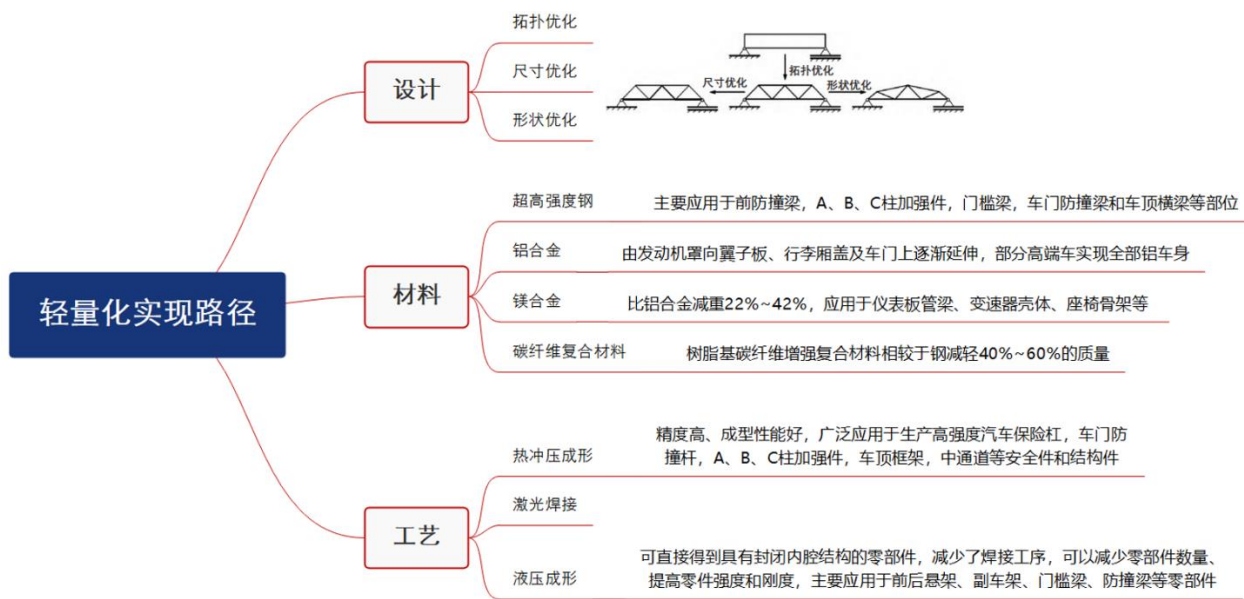 轻量化实现路径
设计
拓扑优化
尺寸优化
形状优化
拓扑优化
尺寸优化
形状优化
材料
超高强度钢
主要应用于前防撞梁，A、B、C柱加强件，门槛梁，车门防撞梁和车顶横梁等部位
铝合金
由发动机罩向翼子板、行李厢盖及车门上逐渐延伸，部分高端车实现全部铝车身
镁合金
比铝合金减重22%~42%，应用于仪表板管梁、变速器壳体、座椅骨架等
碳纤维复合材料
树脂基碳纤维增强复合材料相较于钢减轻40%~60%的质量
工艺
热冲压成形
精度高、成型性能好，广泛应用于生产高强度汽车保险杠，车门防
撞杆，A、B、C柱加强件，车顶框架，中通道等安全件和结构件
激光焊接
液压成形
可直接得到具有封闭内腔结构的零部件，减少了焊接工序，可以减少零部件数量、
提高零件强度和刚度，主要应用于前后悬架、副车架、门槛梁、防撞梁等零部件